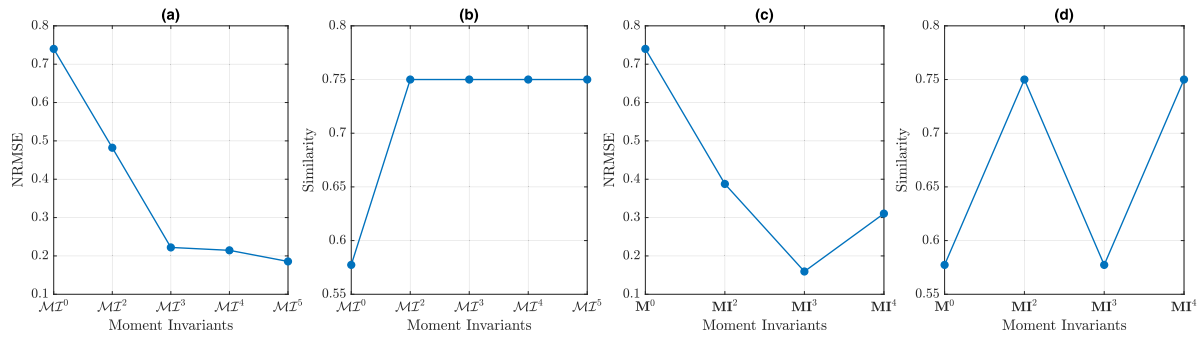 (a)
0.8
0.7
0.6
0.5
0.4
0.3
0.2
0.1
NRMSE
𝓜𝓘⁰ 𝓜𝓘² 𝓜𝓘³ 𝓜𝓘⁴ 𝓜𝓘⁵
Moment Invariants
(b)
0.8
0.75
0.7
0.65
0.6
0.55
Similarity
𝓜𝓘⁰ 𝓜𝓘² 𝓜𝓘³ 𝓜𝓘⁴ 𝓜𝓘⁵
Moment Invariants
(c)
0.8
0.7
0.6
0.5
0.4
0.3
0.2
0.1
NRMSE
M⁰ MI² MI³ MI⁴
Moment Invariants
(d)
0.8
0.75
0.7
0.65
0.6
0.55
Similarity
M⁰ MI² MI³ MI⁴
Moment Invariants